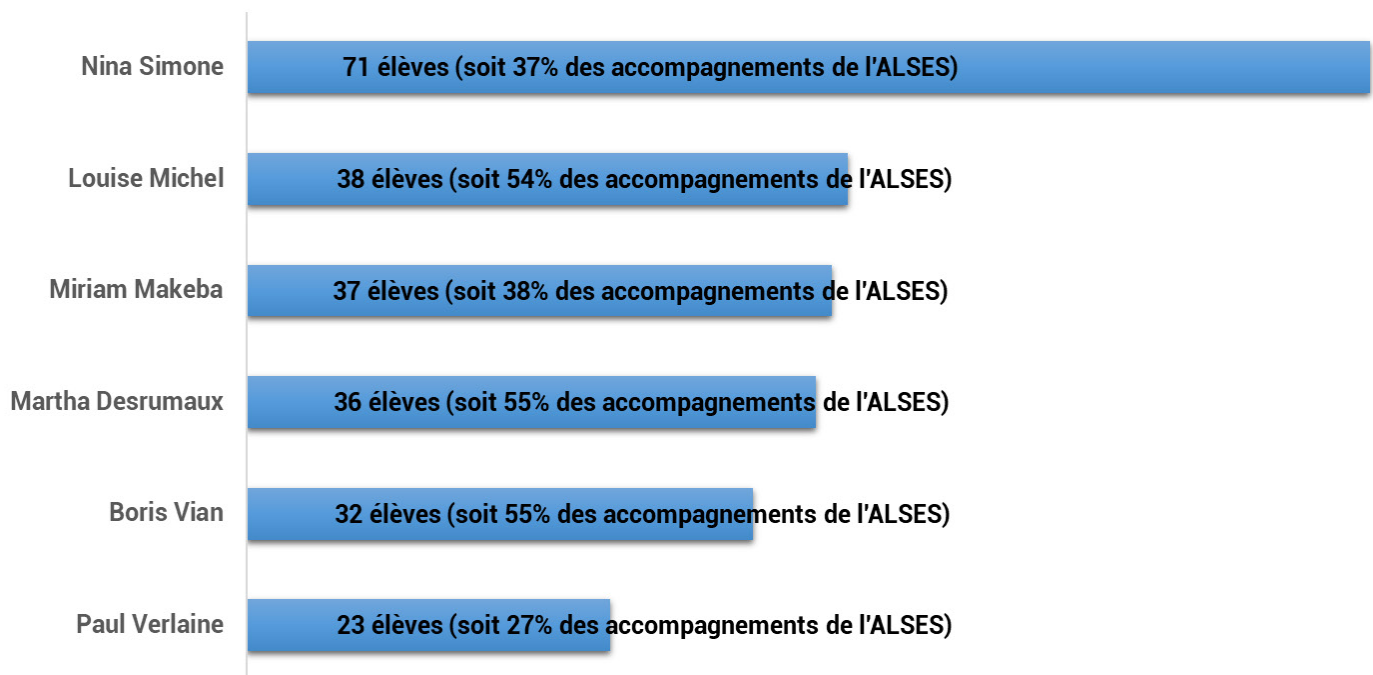 Nina Simone 71 élèves (soit 37% des accompagnements de l'ALSES)
Louise Michel 38 élèves (soit 54% des accompagnements de l'ALSES)
Miriam Makeba 37 élèves (soit 38% des accompagnements de l'ALSES)
Martha Desrumaux 36 élèves (soit 55% des accompagnements de l'ALSES)
Boris Vian 32 élèves (soit 55% des accompagnements de l'ALSES)
Paul Verlaine 23 élèves (soit 27% des accompagnements de l'ALSES)